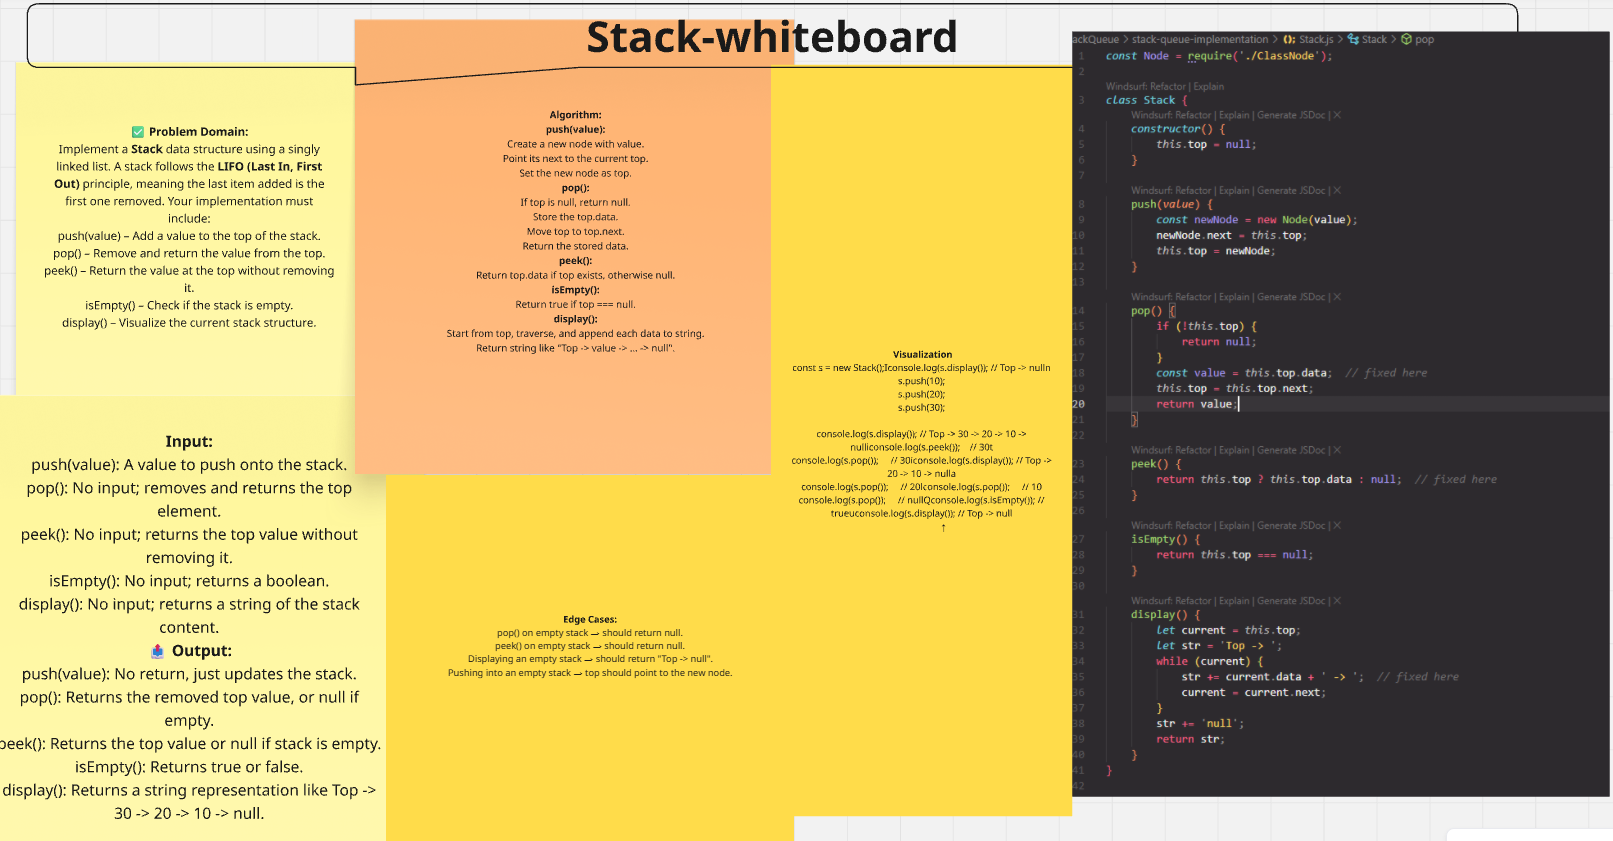 Stack-whiteboard
✅ Problem Domain:
Implement a Stack data structure using a singly
linked list. A stack follows the LIFO (Last In, First
Out) principle, meaning the last item added is the
first one removed. Your implementation must
include:
push(value) – Add a value to the top of the stack.
pop() – Remove and return the value from the top.
peek() – Return the value at the top without removing
it.
isEmpty() – Check if the stack is empty.
display() – Visualize the current stack structure.
Input:
push(value): A value to push onto the stack.
pop(): No input; removes and returns the top
element.
peek(): No input; returns the top value without
removing it.
isEmpty(): No input; returns a boolean.
display(): No input; returns a string of the stack
content.
📤 Output:
push(value): No return, just updates the stack.
pop(): Returns the removed top value, or null if
empty.
peek(): Returns the top value or null if stack is empty.
isEmpty(): Returns true or false.
display(): Returns a string representation like Top ->
30 -> 20 -> 10 -> null.
Algorithm:
push(value):
Create a new node with value.
Point its next to the current top.
Set the new node as top.
pop():
If top is null, return null.
Store the top.data.
Move top to top.next.
Return the stored data.
peek():
Return top.data if top exists, otherwise null.
isEmpty():
Return true if top === null.
display():
Start from top, traverse, and append each data to string.
Return string like "Top -> value -> ... -> null".
Edge Cases:
pop() on empty stack → should return null.
peek() on empty stack → should return null.
Displaying an empty stack → should return "Top -> null".
Pushing into an empty stack → top should point to the new node.
Visualization
const s = new Stack();Iconsole.log(s.display()); // Top -> nulln
s.push(10);
s.push(20);
s.push(30);
console.log(s.display()); // Top -> 30 -> 20 -> 10 ->
nulliconsole.log(s.peek()); // 30t
console.log(s.pop()); // 30iconsole.log(s.display()); // Top ->
20 -> 10 -> nulla
console.log(s.pop()); // 20lconsole.log(s.pop()); // 10
console.log(s.pop()); // nullQconsole.log(s.isEmpty()); //
trueuconsole.log(s.display()); // Top -> null
↑
ackQueue > stack-queue-implementation > Stack.js > Stack > pop
1 const Node = require('./ClassNode');
2
Windsurf: Refactor | Explain
3 class Stack {
Windsurf: Refactor | Explain | Generate JSDoc | X
4 constructor() {
5 this.top = null;
6 }
7
Windsurf: Refactor | Explain | Generate JSDoc | X
8 push(value) {
9 const newNode = new Node(value);
10 newNode.next = this.top;
11 this.top = newNode;
12 }
13
Windsurf: Refactor | Explain | Generate JSDoc | X
14 pop() {
15 if (!this.top) {
16 return null;
17 }
18 const value = this.top.data; // fixed here
19 this.top = this.top.next;
20 return value;
21 }
22
Windsurf: Refactor | Explain | Generate JSDoc | X
23 peek() {
24 return this.top ? this.top.data : null; // fixed here
25 }
26
Windsurf: Refactor | Explain | Generate JSDoc | X
27 isEmpty() {
28 return this.top === null;
29 }
30
Windsurf: Refactor | Explain | Generate JSDoc | X
31 display() {
32 let current = this.top;
33 let str = 'Top -> ';
34 while (current) {
35 str += current.data + ' -> '; // fixed here
36 current = current.next;
37 }
38 str += 'null';
39 return str;
40 }
41 }
42